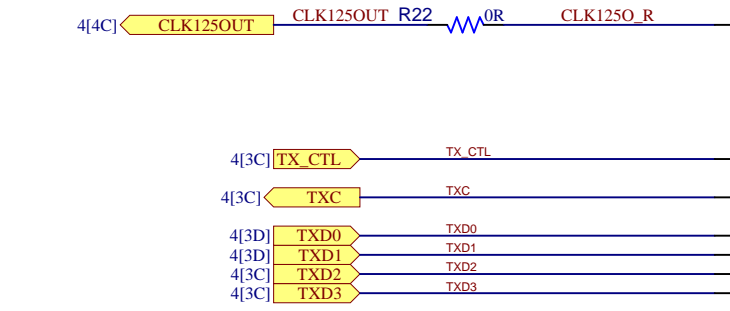 4[4C] CLK125OUT CLK125OUT R22 0R CLK125O_R
4[3C] TX_CTL TX_CTL
4[3C] TXC TXC
4[3D] TXD0 TXD0
4[3D] TXD1 TXD1
4[3C] TXD2 TXD2
4[3C] TXD3 TXD3